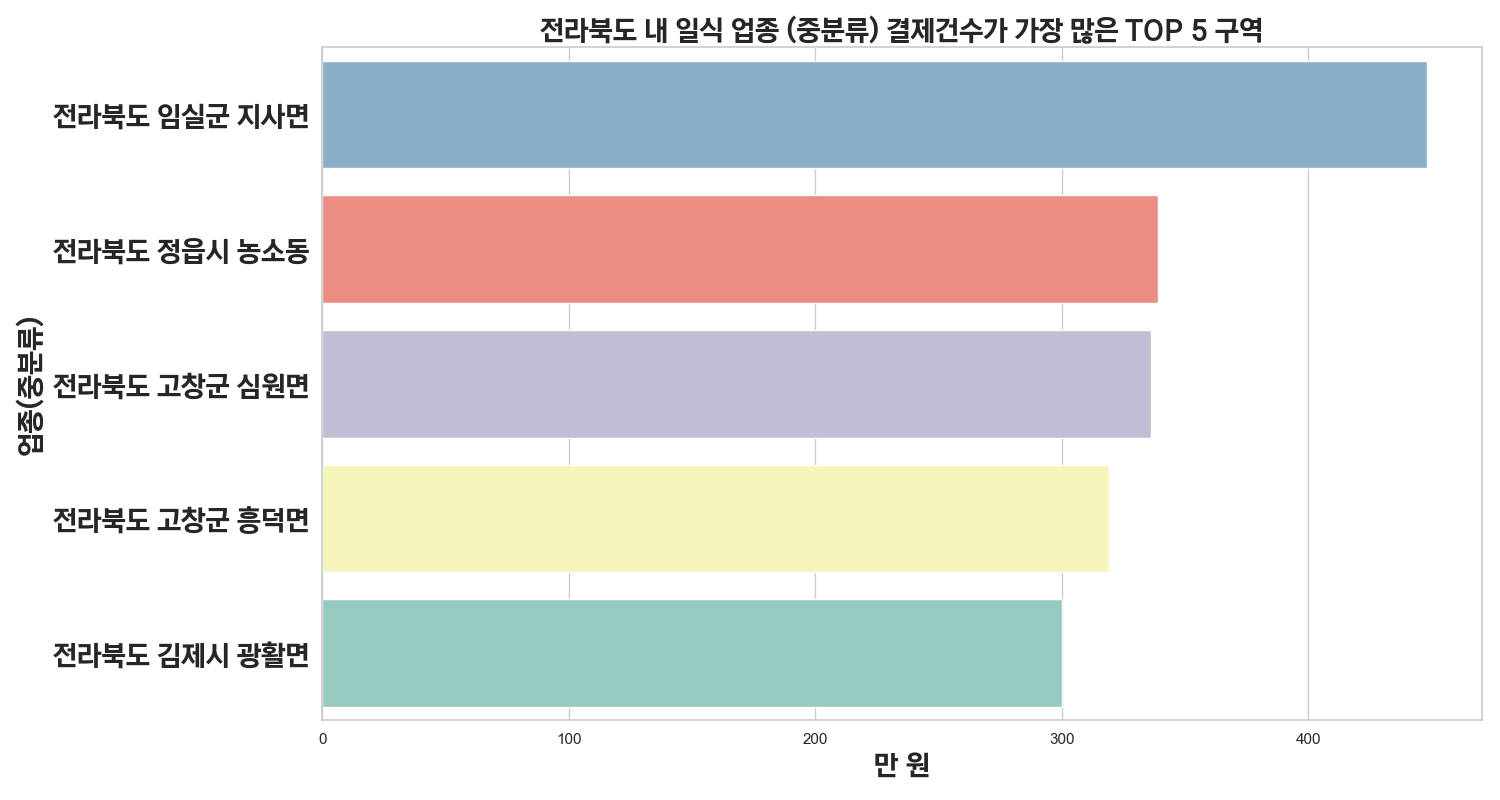 전라북도 내 일식 업종 (중분류) 결제건수가 가장 많은 TOP 5 구역
업종(중분류)
전라북도 임실군 지사면
전라북도 정읍시 농소동
전라북도 고창군 심원면
전라북도 고창군 흥덕면
전라북도 김제시 광활면
0 100 200 300 400
만 원